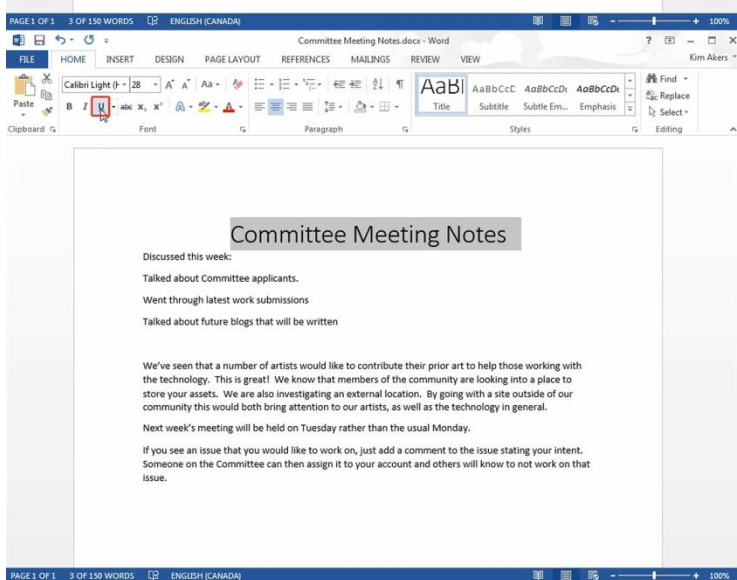 PAGE 1 OF 1 3 OF 150 WORDS ENGLISH (CANADA) 100%
Committee Meeting Notes.docx - Word
FILE HOME INSERT DESIGN PAGE LAYOUT REFERENCES MAILINGS REVIEW VIEW Kim Akers
Calibri Light (H 28 Aa AaBl AaBbCcD AaBbCcDc AaBbCcDc Find
Replace
Paste B I U abc X₂ X² A A Title Subtitle Subtle Em... Emphasis Select
Clipboard Font Paragraph Styles Editing
Committee Meeting Notes
Discussed this week:
Talked about Committee applicants.
Went through latest work submissions
Talked about future blogs that will be written
We've seen that a number of artists would like to contribute their prior art to help those working with
the technology. This is great! We know that members of the community are looking into a place to
store your assets. We are also investigating an external location. By going with a site outside of our
community this would both bring attention to our artists, as well as the technology in general.
Next week's meeting will be held on Tuesday rather than the usual Monday.
If you see an issue that you would like to work on, just add a comment to the issue stating your intent.
Someone on the Committee can then assign it to your account and others will know to not work on that
issue.
PAGE 1 OF 1 3 OF 150 WORDS ENGLISH (CANADA) 100%